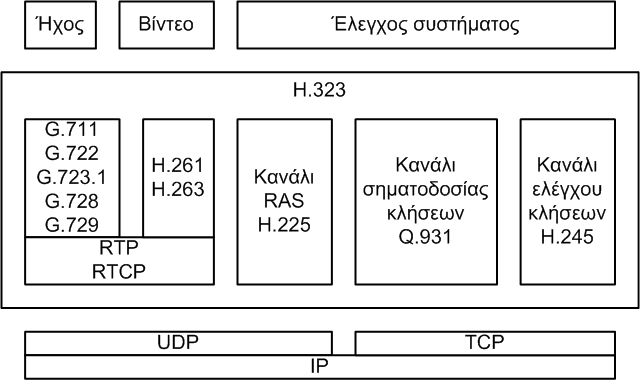 Ήχος
Βίντεο
Έλεγχος συστήματος
H.323
G.711
G.722
G.723.1
G.728
G.729
H.261
H.263
RTP
RTCP
Κανάλι
RAS
H.225
Κανάλι
σηματοδοσίας
κλήσεων
Q.931
Κανάλι
ελέγχου
κλήσεων
H.245
UDP
TCP
IP